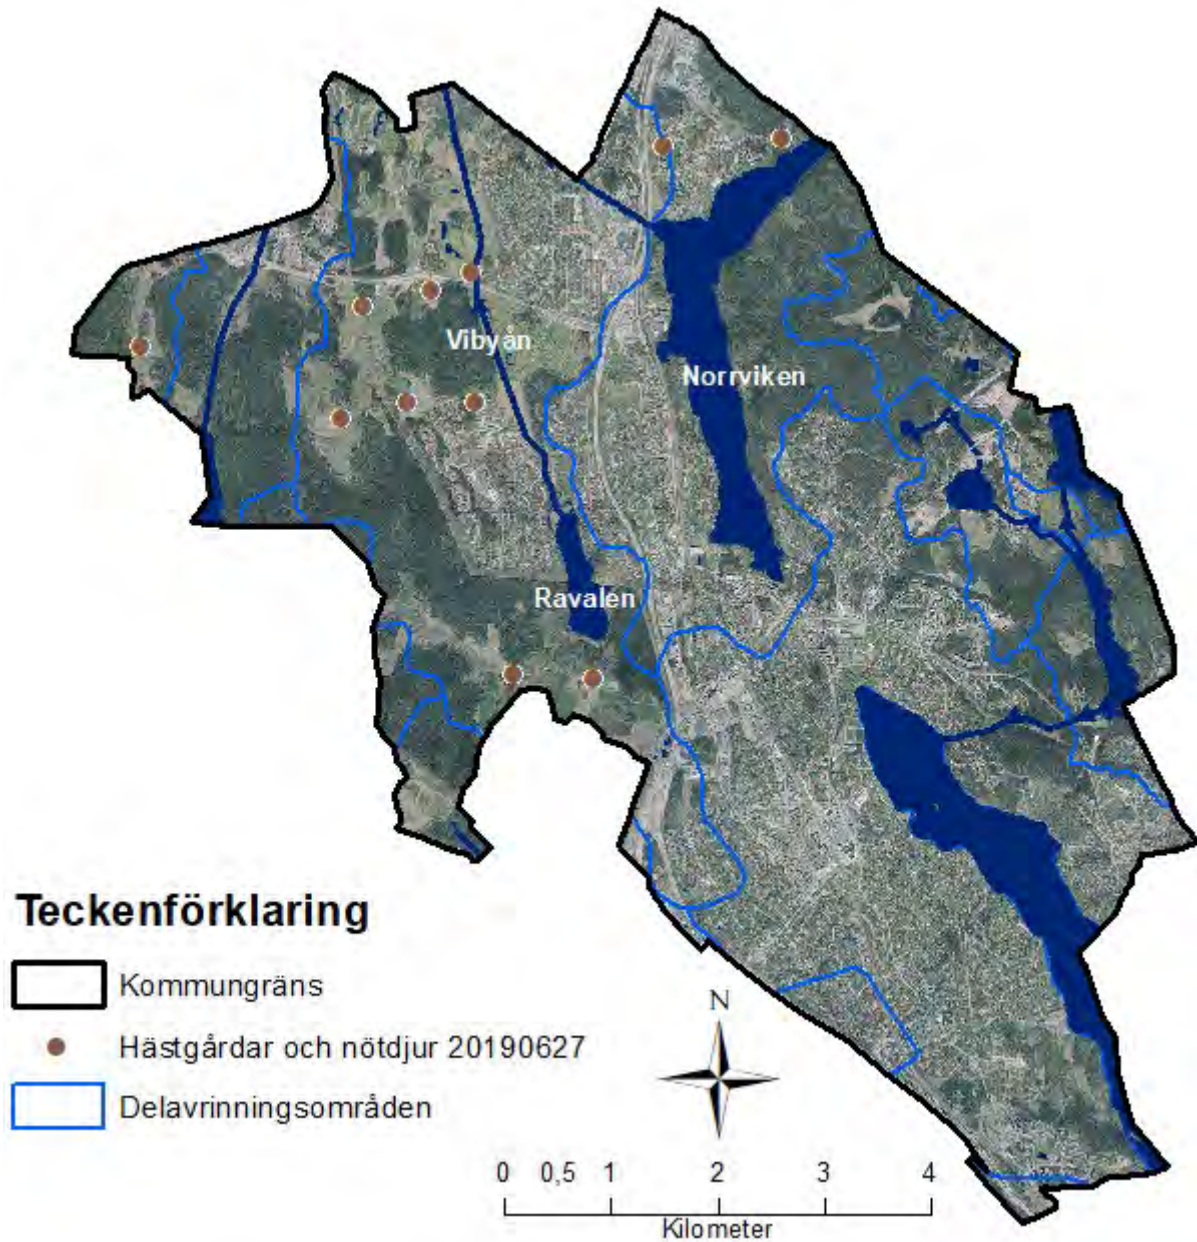 Vibyån
Norrviken
Ravalen
Teckenförklaring
Kommungräns
Hästgårdar och nötdjur 20190627
Delavrinningsområden
N
0 0,5 1 2 3 4
Kilometer